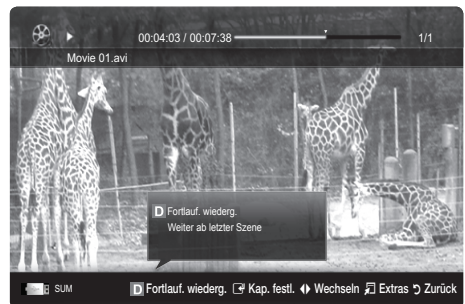 00:04:03 / 00:07:38 1/1
Movie 01.avi
D Fortlauf. wiederg.
Weiter ab letzter Szene
SUM D Fortlauf. wiederg. Kap. festl. Wechseln Extras Zurück